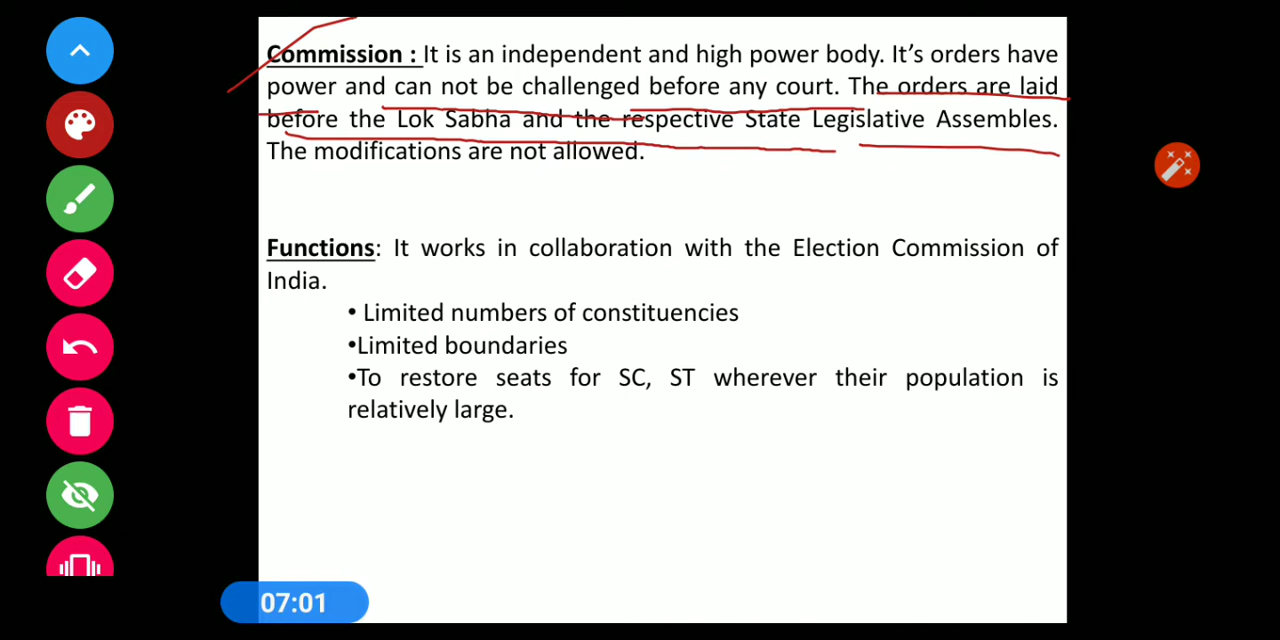 Commission : It is an independent and high power body. It’s orders have
power and can not be challenged before any court. The orders are laid
before the Lok Sabha and the respective State Legislative Assembles.
The modifications are not allowed.
Functions: It works in collaboration with the Election Commission of
India.
• Limited numbers of constituencies
•Limited boundaries
•To restore seats for SC, ST wherever their population is
relatively large.
07:01